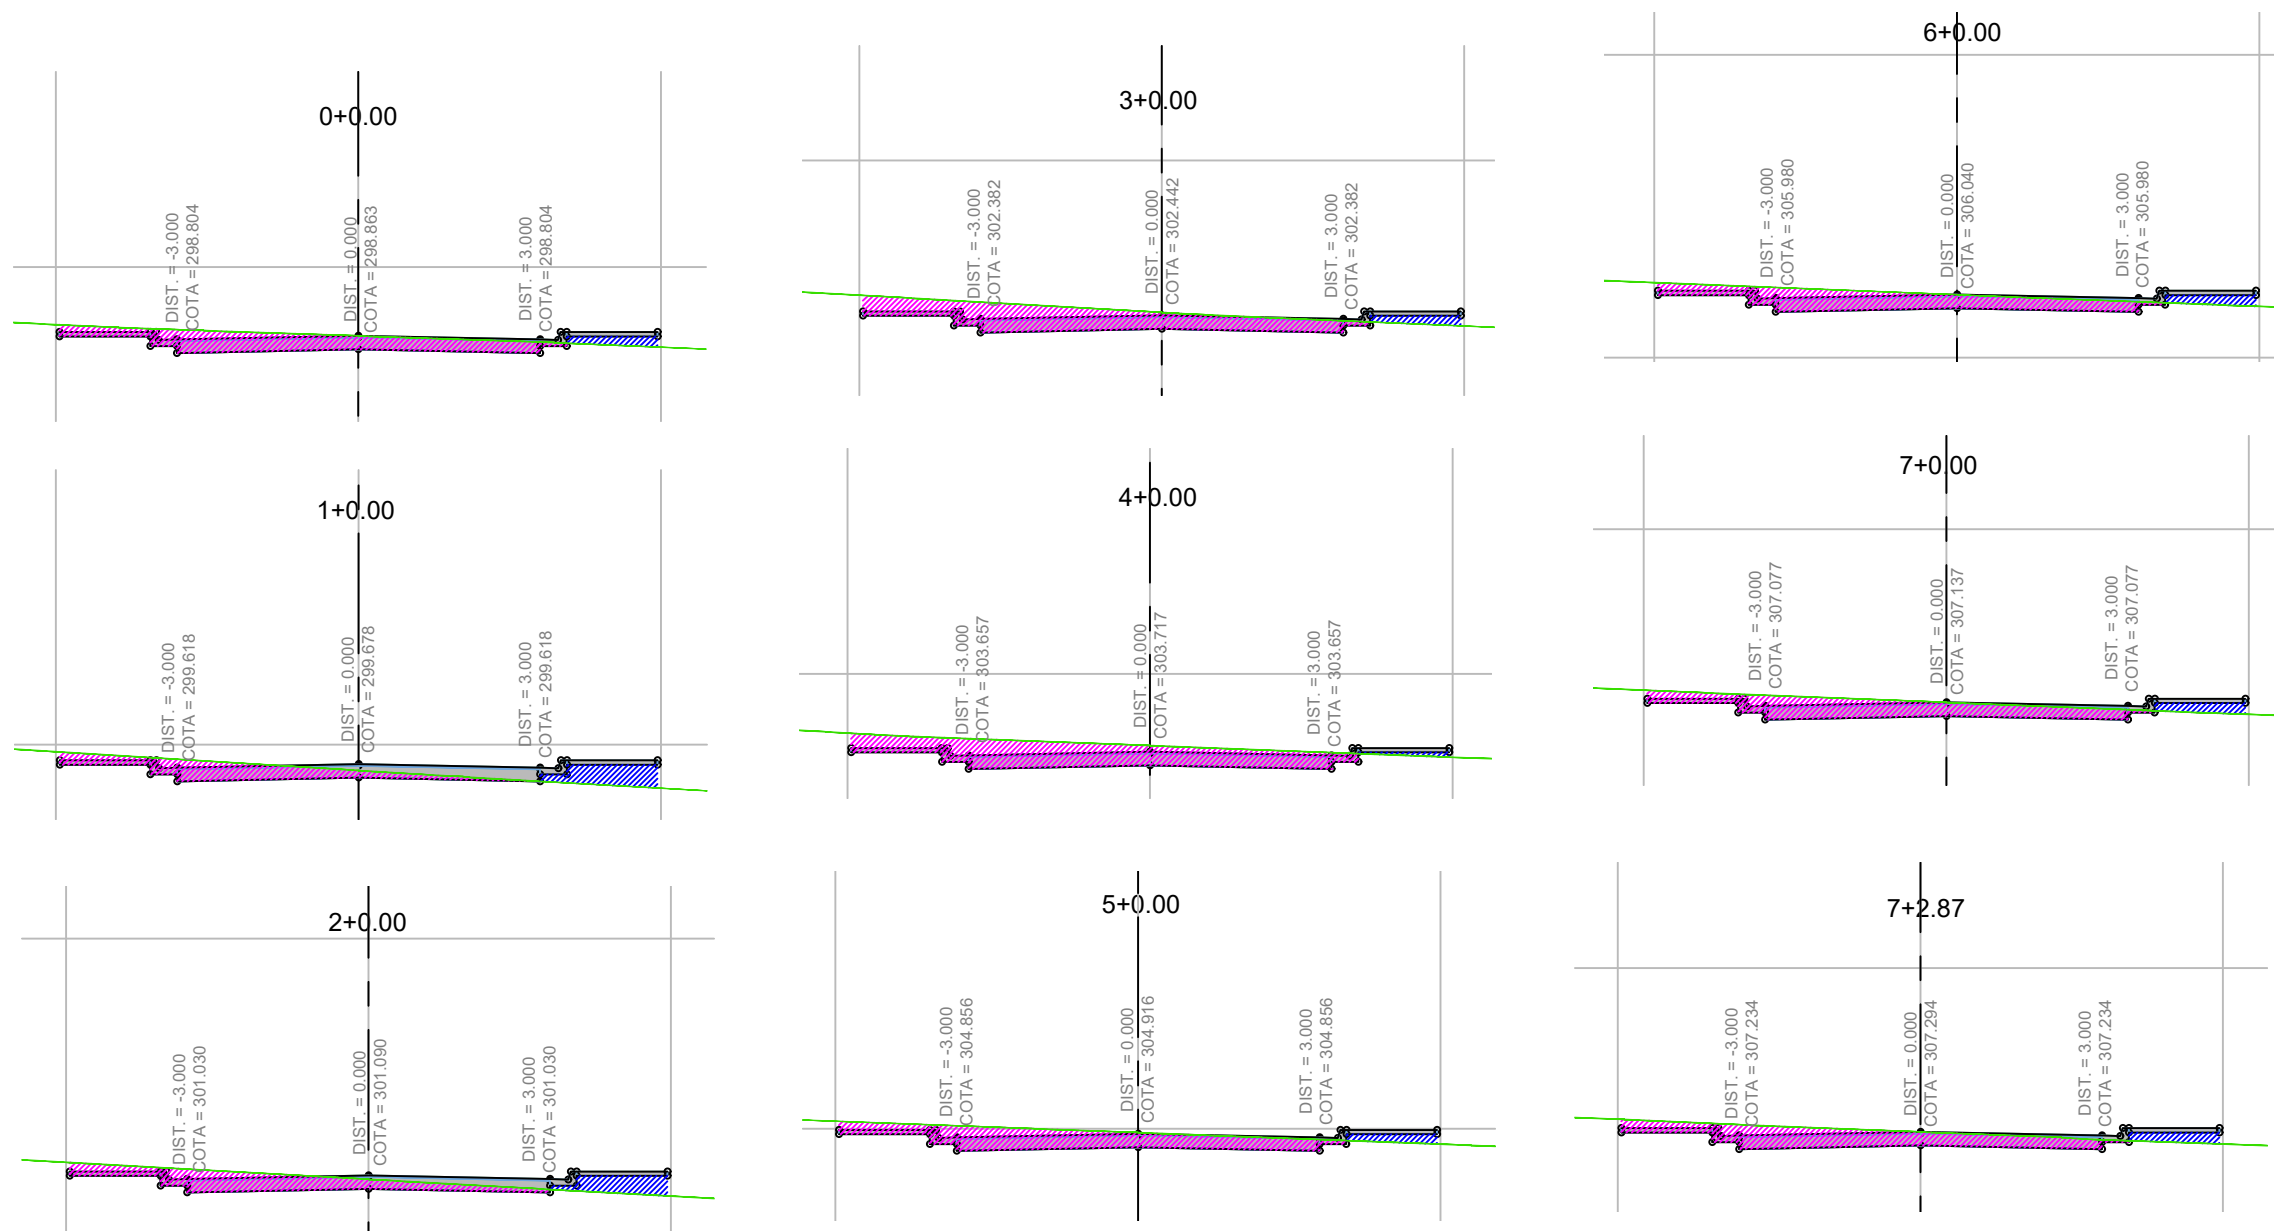 0+0.00
DIST. = -3.000
COTA = 298.804
DIST. = 0.000
COTA = 298.863
DIST. = 3.000
COTA = 298.804
3+0.00
DIST. = -3.000
COTA = 302.382
DIST. = 0.000
COTA = 302.442
DIST. = 3.000
COTA = 302.382
6+0.00
DIST. = -3.000
COTA = 305.980
DIST. = 0.000
COTA = 306.040
DIST. = 3.000
COTA = 305.980
1+0.00
DIST. = -3.000
COTA = 299.618
DIST. = 0.000
COTA = 299.678
DIST. = 3.000
COTA = 299.618
4+0.00
DIST. = -3.000
COTA = 303.657
DIST. = 0.000
COTA = 303.717
DIST. = 3.000
COTA = 303.657
7+0.00
DIST. = -3.000
COTA = 307.077
DIST. = 0.000
COTA = 307.137
DIST. = 3.000
COTA = 307.077
2+0.00
DIST. = -3.000
COTA = 301.030
DIST. = 0.000
COTA = 301.090
DIST. = 3.000
COTA = 301.030
5+0.00
DIST. = -3.000
COTA = 304.856
DIST. = 0.000
COTA = 304.916
DIST. = 3.000
COTA = 304.856
7+2.87
DIST. = -3.000
COTA = 307.234
DIST. = 0.000
COTA = 307.294
DIST. = 3.000
COTA = 307.234